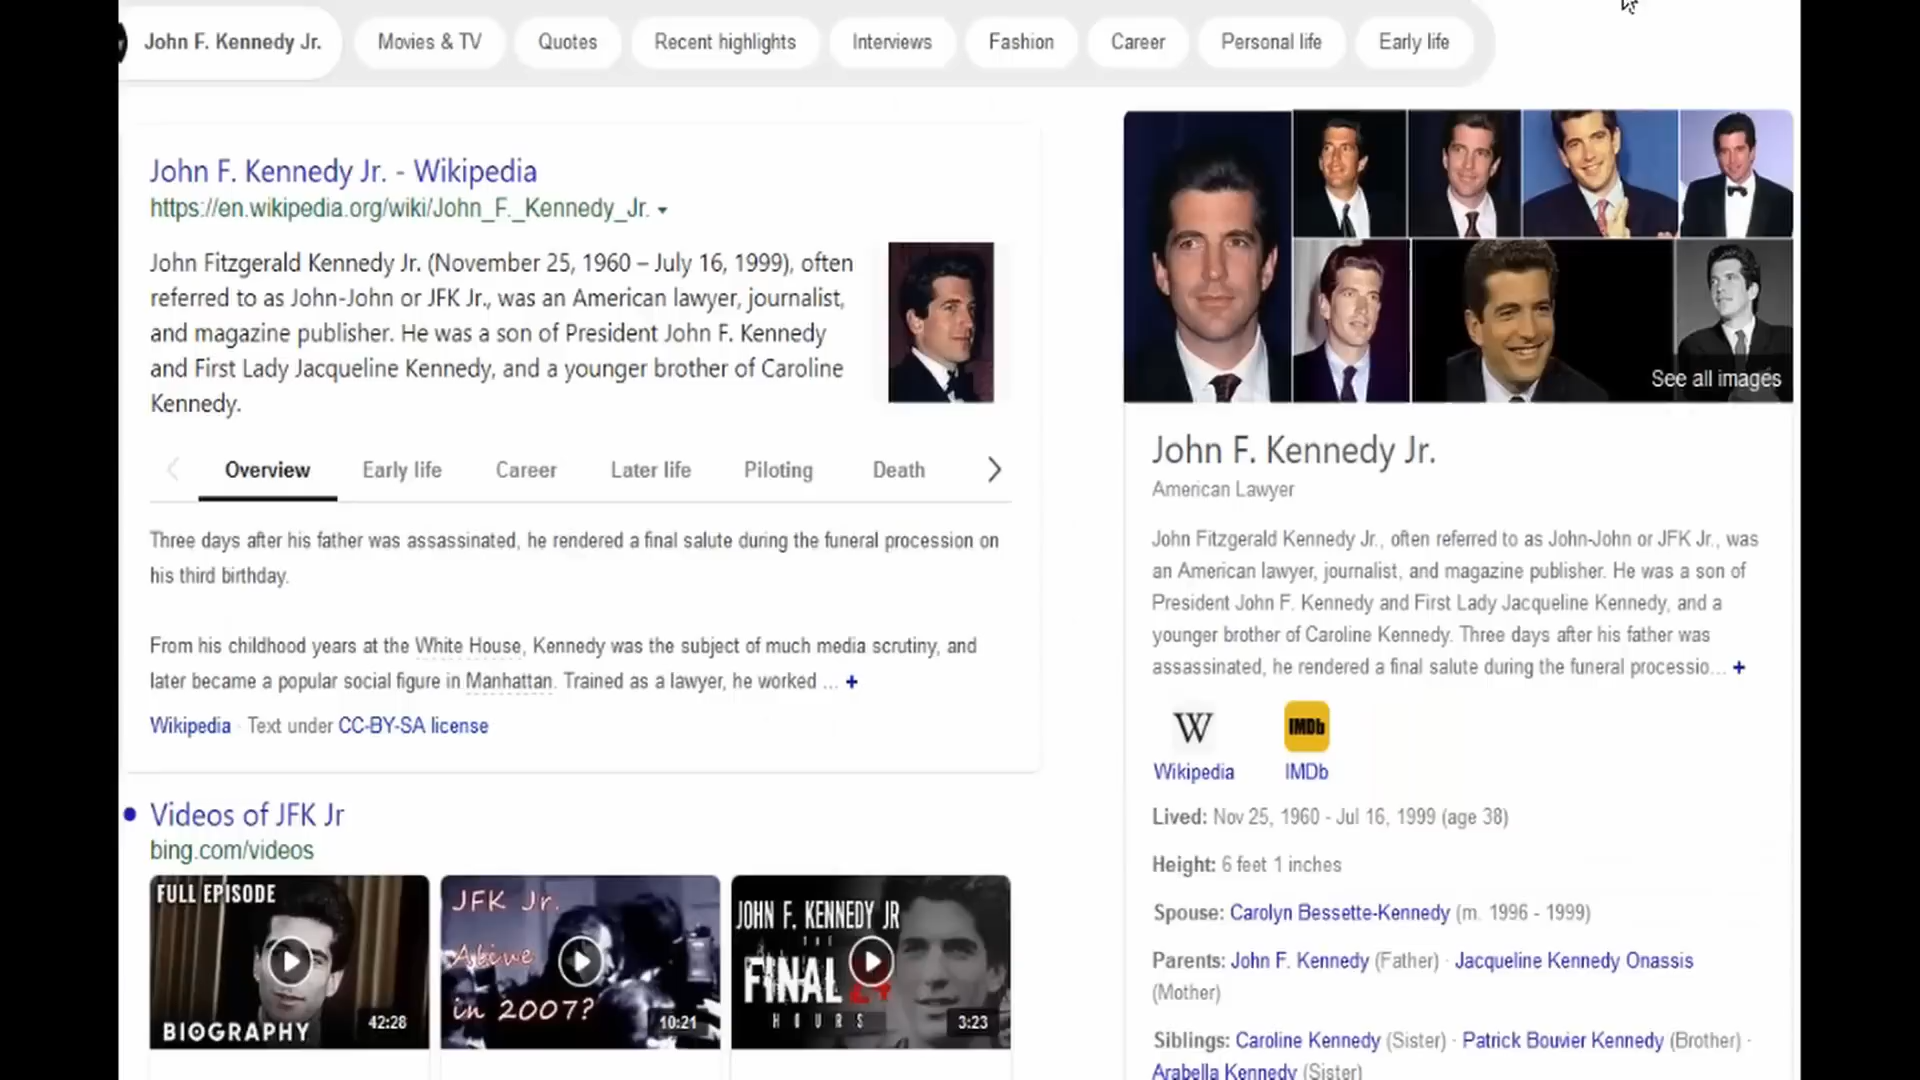 John F. Kennedy Jr.
Movies & TV
Quotes
Recent highlights
Interviews
Fashion
Career
Personal life
Early life
John F. Kennedy Jr. - Wikipedia
https://en.wikipedia.org/wiki/John_F._Kennedy_Jr.
John Fitzgerald Kennedy Jr. (November 25, 1960 – July 16, 1999), often
referred to as John-John or JFK Jr., was an American lawyer, journalist,
and magazine publisher. He was a son of President John F. Kennedy
and First Lady Jacqueline Kennedy, and a younger brother of Caroline
Kennedy.
Overview
Early life
Career
Later life
Piloting
Death
Three days after his father was assassinated, he rendered a final salute during the funeral procession on
his third birthday.
From his childhood years at the White House, Kennedy was the subject of much media scrutiny, and
later became a popular social figure in Manhattan. Trained as a lawyer, he worked ... +
Wikipedia · Text under CC-BY-SA license
Videos of JFK Jr
bing.com/videos
FULL EPISODE
BIOGRAPHY
42:28
JFK Jr.
Alive
in 2007?
10:21
JOHN F. KENNEDY JR
THE
FINAL 24
HOURS
3:23
See all images
John F. Kennedy Jr.
American Lawyer
John Fitzgerald Kennedy Jr., often referred to as John-John or JFK Jr., was
an American lawyer, journalist, and magazine publisher. He was a son of
President John F. Kennedy and First Lady Jacqueline Kennedy, and a
younger brother of Caroline Kennedy. Three days after his father was
assassinated, he rendered a final salute during the funeral processio... +
W
IMDb
Wikipedia
IMDb
Lived: Nov 25, 1960 - Jul 16, 1999 (age 38)
Height: 6 feet 1 inches
Spouse: Carolyn Bessette-Kennedy (m. 1996 - 1999)
Parents: John F. Kennedy (Father) · Jacqueline Kennedy Onassis
(Mother)
Siblings: Caroline Kennedy (Sister) · Patrick Bouvier Kennedy (Brother) ·
Arabella Kennedy (Sister)